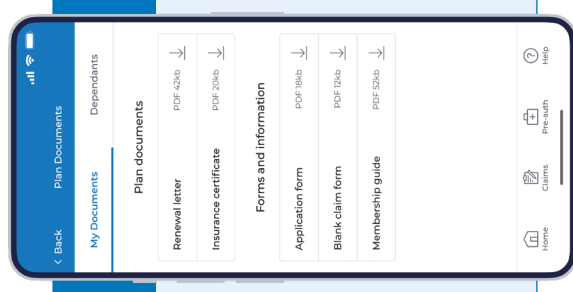 < Back Plan Documents
My Documents Dependants
Plan documents
Renewal letter PDF 42kb
Insurance certificate PDF 20kb
Forms and information
Application form PDF 18kb
Blank claim form PDF 12kb
Membership guide PDF 52kb
Home Claims Pre-auth Help